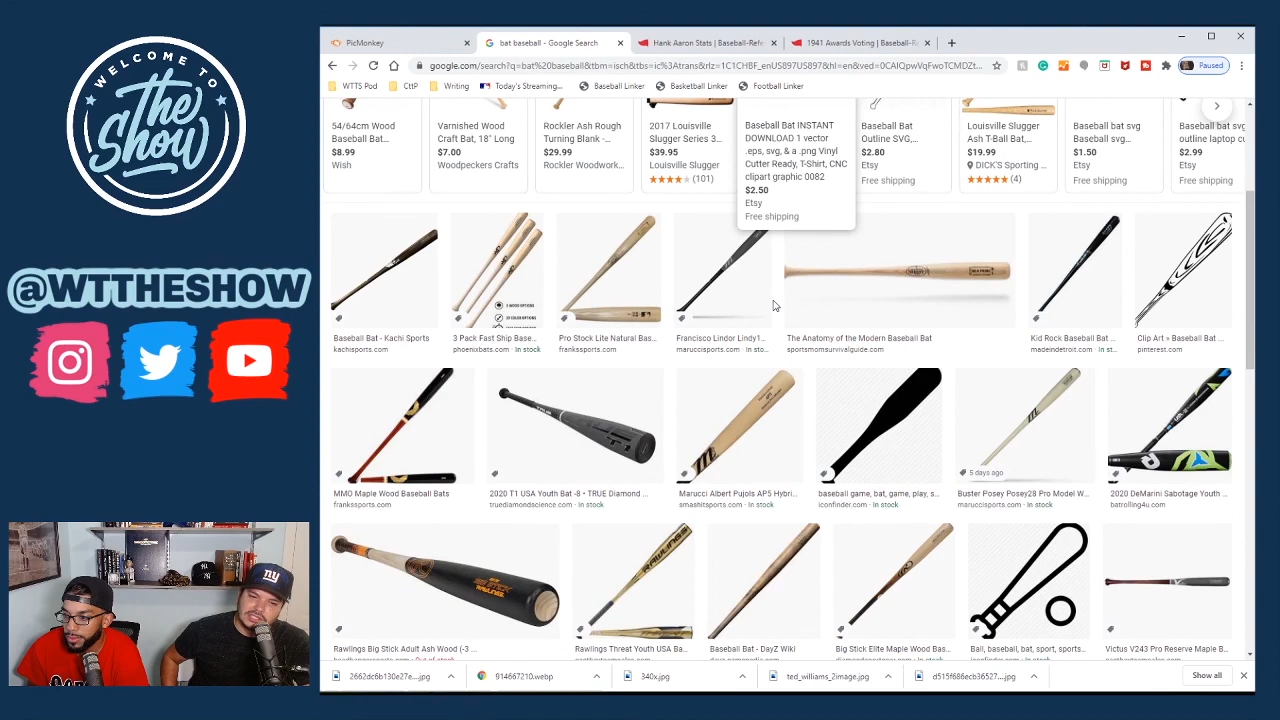 WELCOME TO
the
Show
@WTTHESHOW
PicMonkey
bat baseball - Google Search
Hank Aaron Stats | Baseball-Refe
1941 Awards Voting | Baseball-R
google.com/search?q=bat%20baseball&tbm=isch&tbs=ic%3Atrans&rlz=1C1CHBF_enUS897US897&hl=en&ved=0CAIQpwVqFwoTCMDZt...
Paused
WTTS Pod
CttP
Writing
Today's Streaming...
Baseball Linker
Basketball Linker
Football Linker
54/64cm Wood
Baseball Bat...
$8.99
Wish
Varnished Wood
Craft Bat, 18" Long
$7.00
Woodpeckers Crafts
Rockler Ash Rough
Turning Blank -...
$29.99
Rockler Woodwork...
2017 Louisville
Slugger Series 3...
$39.95
Louisville Slugger
(101)
Baseball Bat INSTANT
DOWNLOAD 1 vector
.eps, svg, & a .png Vinyl
Cutter Ready, T-Shirt, CNC
clipart graphic 0082
$2.50
Etsy
Free shipping
Baseball Bat
Outline SVG,...
$2.80
Etsy
Free shipping
Louisville Slugger
Ash T-Ball Bat,...
$19.99
DICK'S Sporting ...
(4)
Baseball bat svg
Baseball svg
$1.50
Etsy
Free shipping
Baseball bat svg
outline laptop cu
$2.99
Etsy
Free shipping
Baseball Bat - Kachi Sports
kachisports.com
3 Pack Fast Ship Base...
phoenixbats.com · In stock
Pro Stock Lite Natural Bas...
frankssports.com
Francisco Lindor Lindy1...
maruccisports.com · In sto...
The Anatomy of the Modern Baseball Bat
sportsmomsurvivalguide.com
Kid Rock Baseball Bat ...
madeindetroit.com · In st...
Clip Art » Baseball Bat ...
pinterest.com
5 days ago
MMO Maple Wood Baseball Bats
frankssports.com
2020 T1 USA Youth Bat -8 • TRUE Diamond ...
truediamondscience.com · In stock
Marucci Albert Pujols AP5 Hybri...
smashitsports.com · In stock
baseball game, bat, game, play, s...
iconfinder.com · In stock
Buster Posey Posey28 Pro Model W...
maruccisports.com · In stock
2020 DeMarini Sabotage Youth ...
batrolling4u.com · In stock
RAWLINGS
Rawlings Big Stick Adult Ash Wood (-3 ...
Rawlings Threat Youth USA Ba...
Baseball Bat - DayZ Wiki
Big Stick Elite Maple Wood Bas...
Ball, baseball, bat, sport, sports...
Victus V243 Pro Reserve Maple B...
2662dc6b130e27e....jpg
914667210.webp
340x.jpg
ted_williams_2image.jpg
d515f686ecb36527....jpg
Show all
NY